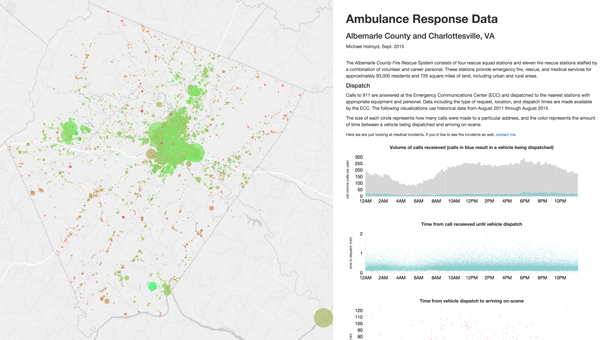 Ambulance Response Data
Albemarle County and Charlottesville, VA
Michael Holroyd, Sept. 2015
The Albemarle County Fire Rescue System consists of four rescue squad stations and eleven fire rescue stations staffed by
a combination of volunteer and career personel. These stations provide emergency fire, rescue, and medical services for
approximately 93,000 residents and 726 square miles of land, including urban and rural areas.
Dispatch
Calls to 911 are answered at the Emergency Communications Center (ECC) and dispatched to the nearest stations with
appropriate equipment and personel. Data including the type of request, location, and dispatch times are made available
by the ECC. The following visualizations use historical data from August 2011 through August 2015.
The size of each circle represents how many calls were made to a particular address, and the color represents the amount
of time between a vehicle being dispatched and arriving on-scene.
Here we are just looking at medical incidents. If you'd like to see fire incidents as well, contact me.
Volume of calls receieved (calls in blue result in a vehicle being dispatched)
call volume (calls per year)
300
250
200
150
100
50
0
12AM 2AM 4AM 6AM 8AM 10AM 12PM 2PM 4PM 6PM 8PM 10PM
Time from call receieved until vehicle dispatch
time to dispatch (min)
2
1
0
12AM 2AM 4AM 6AM 8AM 10AM 12PM 2PM 4PM 6PM 8PM 10PM
Time from vehicle dispatch to arriving on-scene
120
110
100
90
80